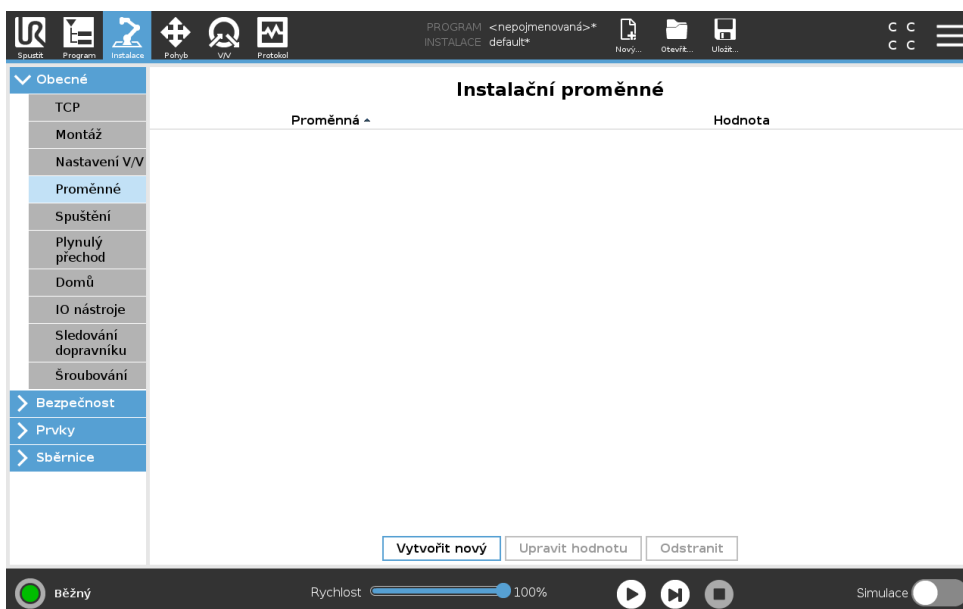 PROGRAM <nepojmenovaná>*
INSTALACE default*
Spustit
Program
Instalace
Pohyb
V/V
Protokol
Nový...
Otevřít...
Uložit...
C C
C C
Obecné
TCP
Montáž
Nastavení V/V
Proměnné
Spuštění
Plynulý
přechod
Domů
IO nástroje
Sledování
dopravníku
Šroubování
Bezpečnost
Prvky
Sběrnice
Instalační proměnné
Proměnná
Hodnota
Vytvořit nový
Upravit hodnotu
Odstranit
Běžný
Rychlost
100%
Simulace